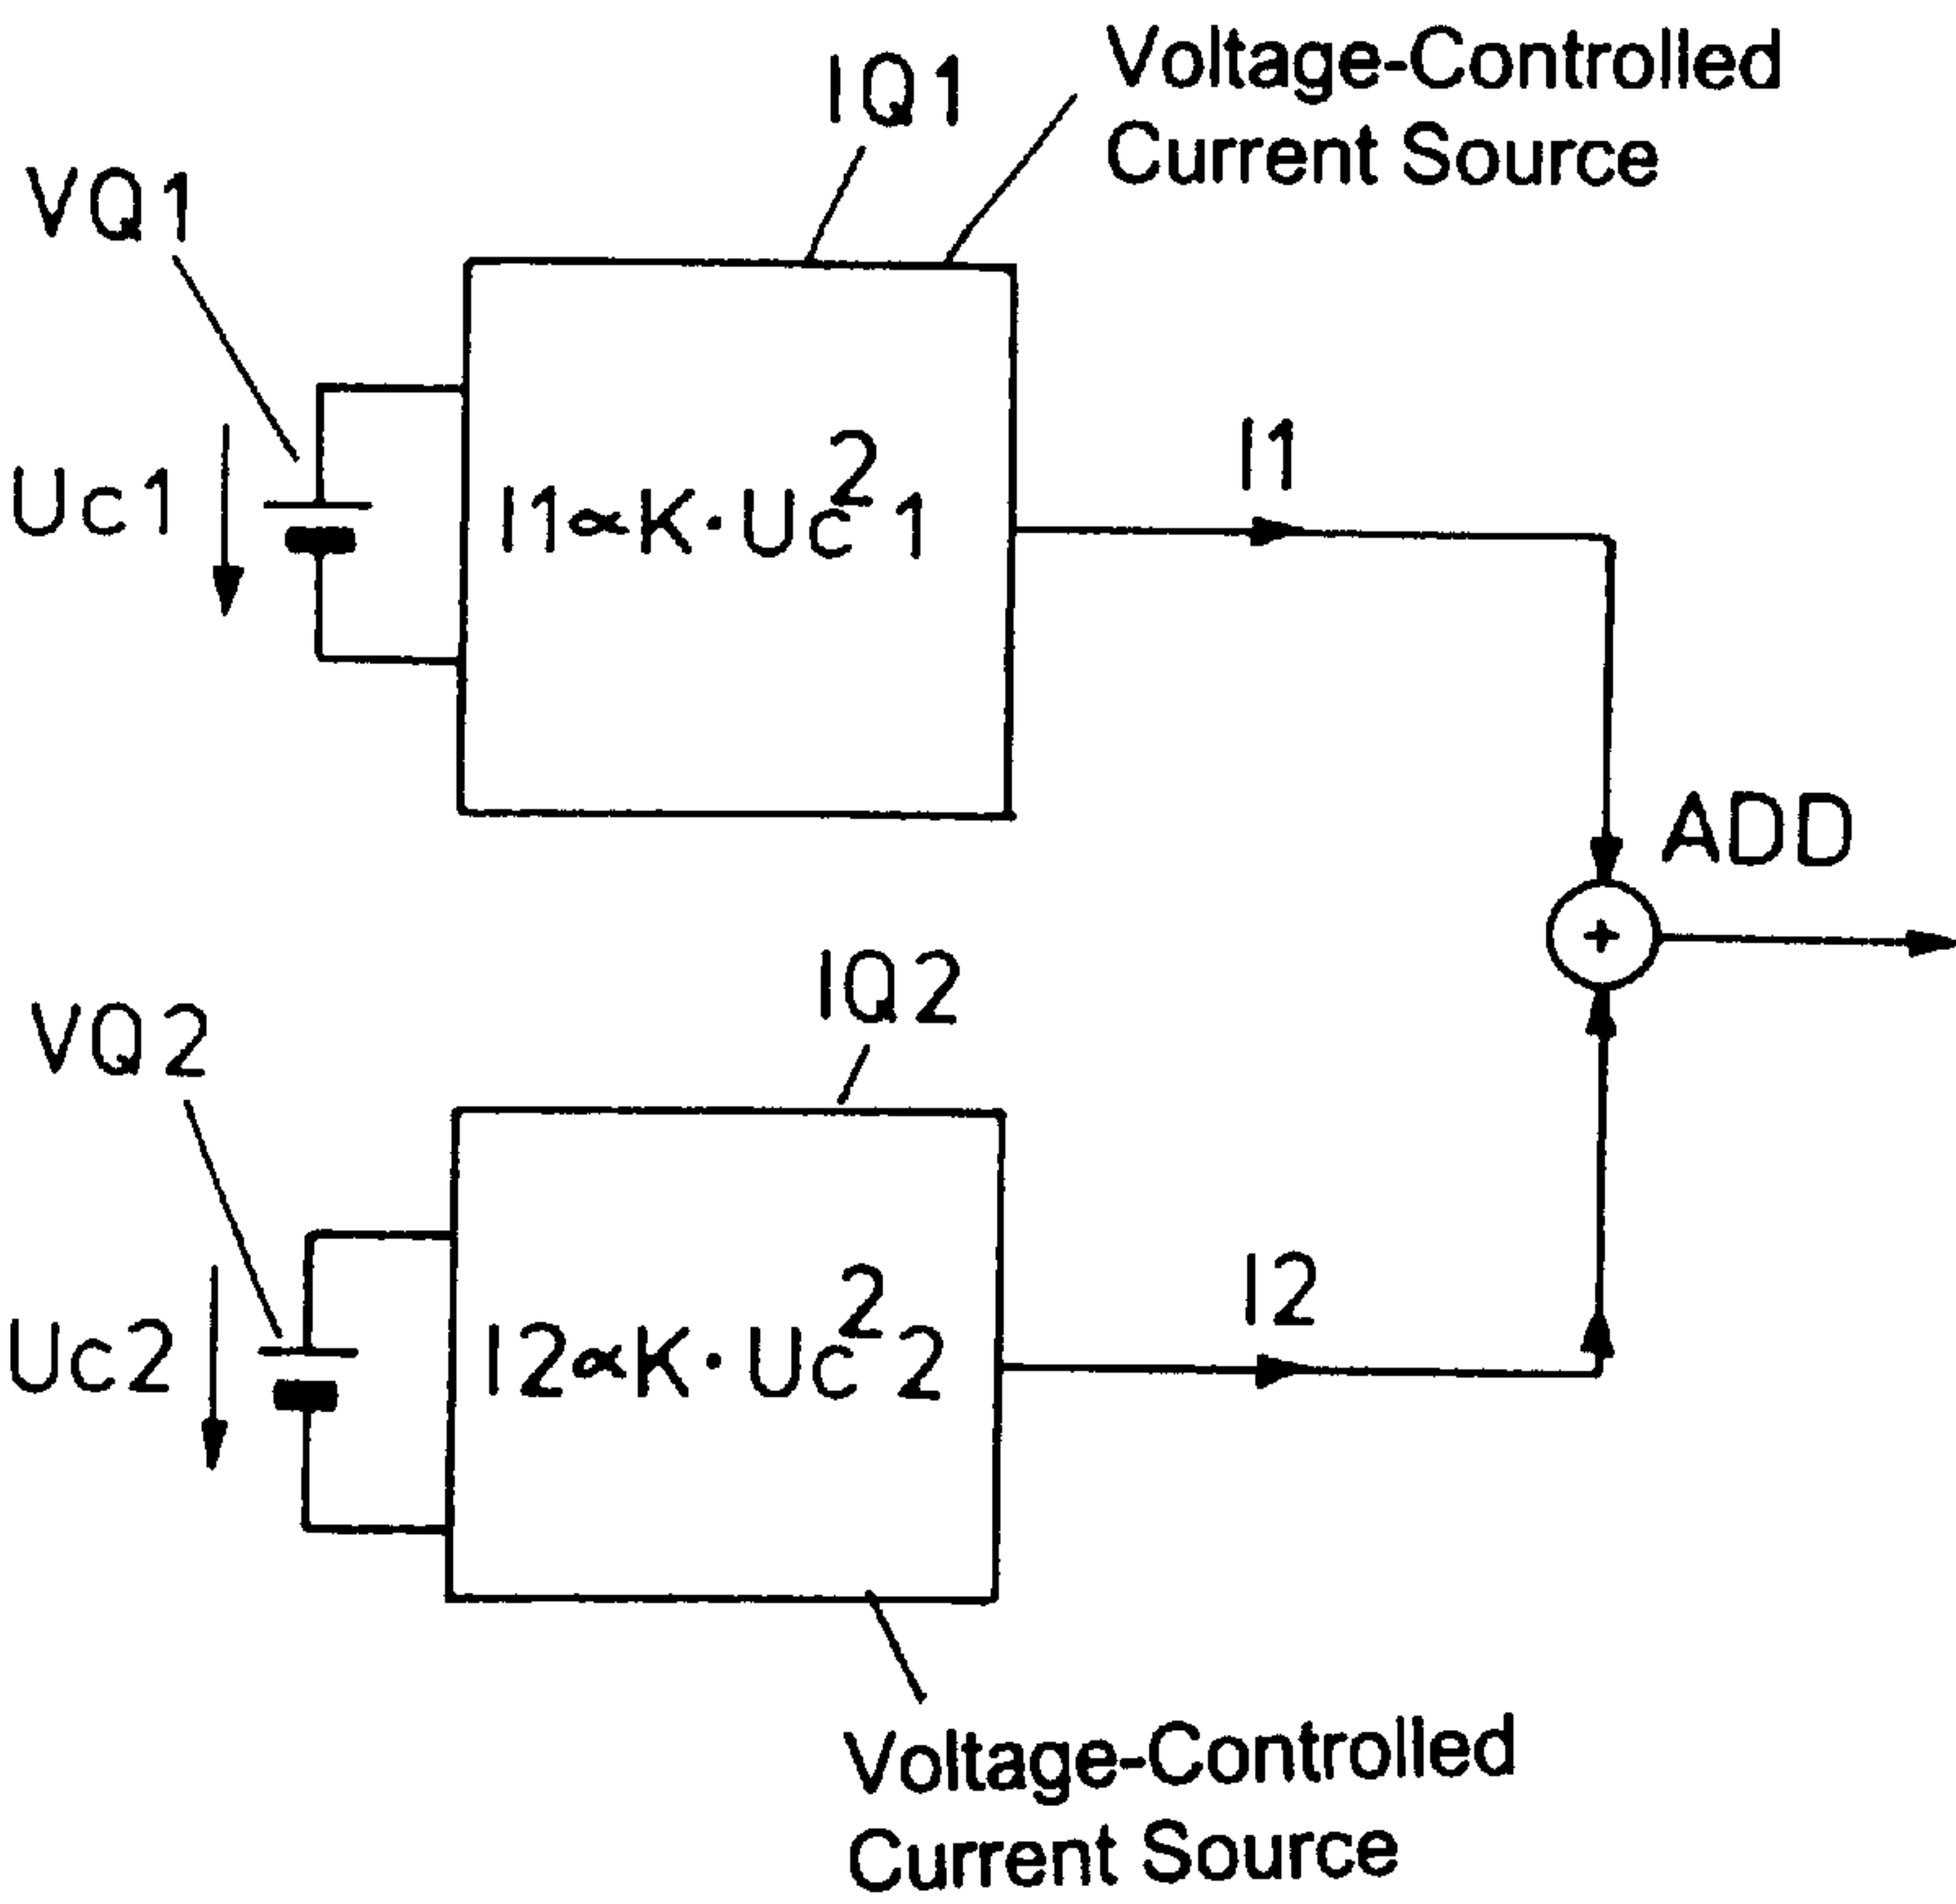 IQ1
Voltage-Controlled
Current Source
VQ1
Uc1
I1∝K·Uc²1
I1
ADD
+
IQ2
VQ2
Uc2
I2∝K·Uc²2
I2
Voltage-Controlled
Current Source